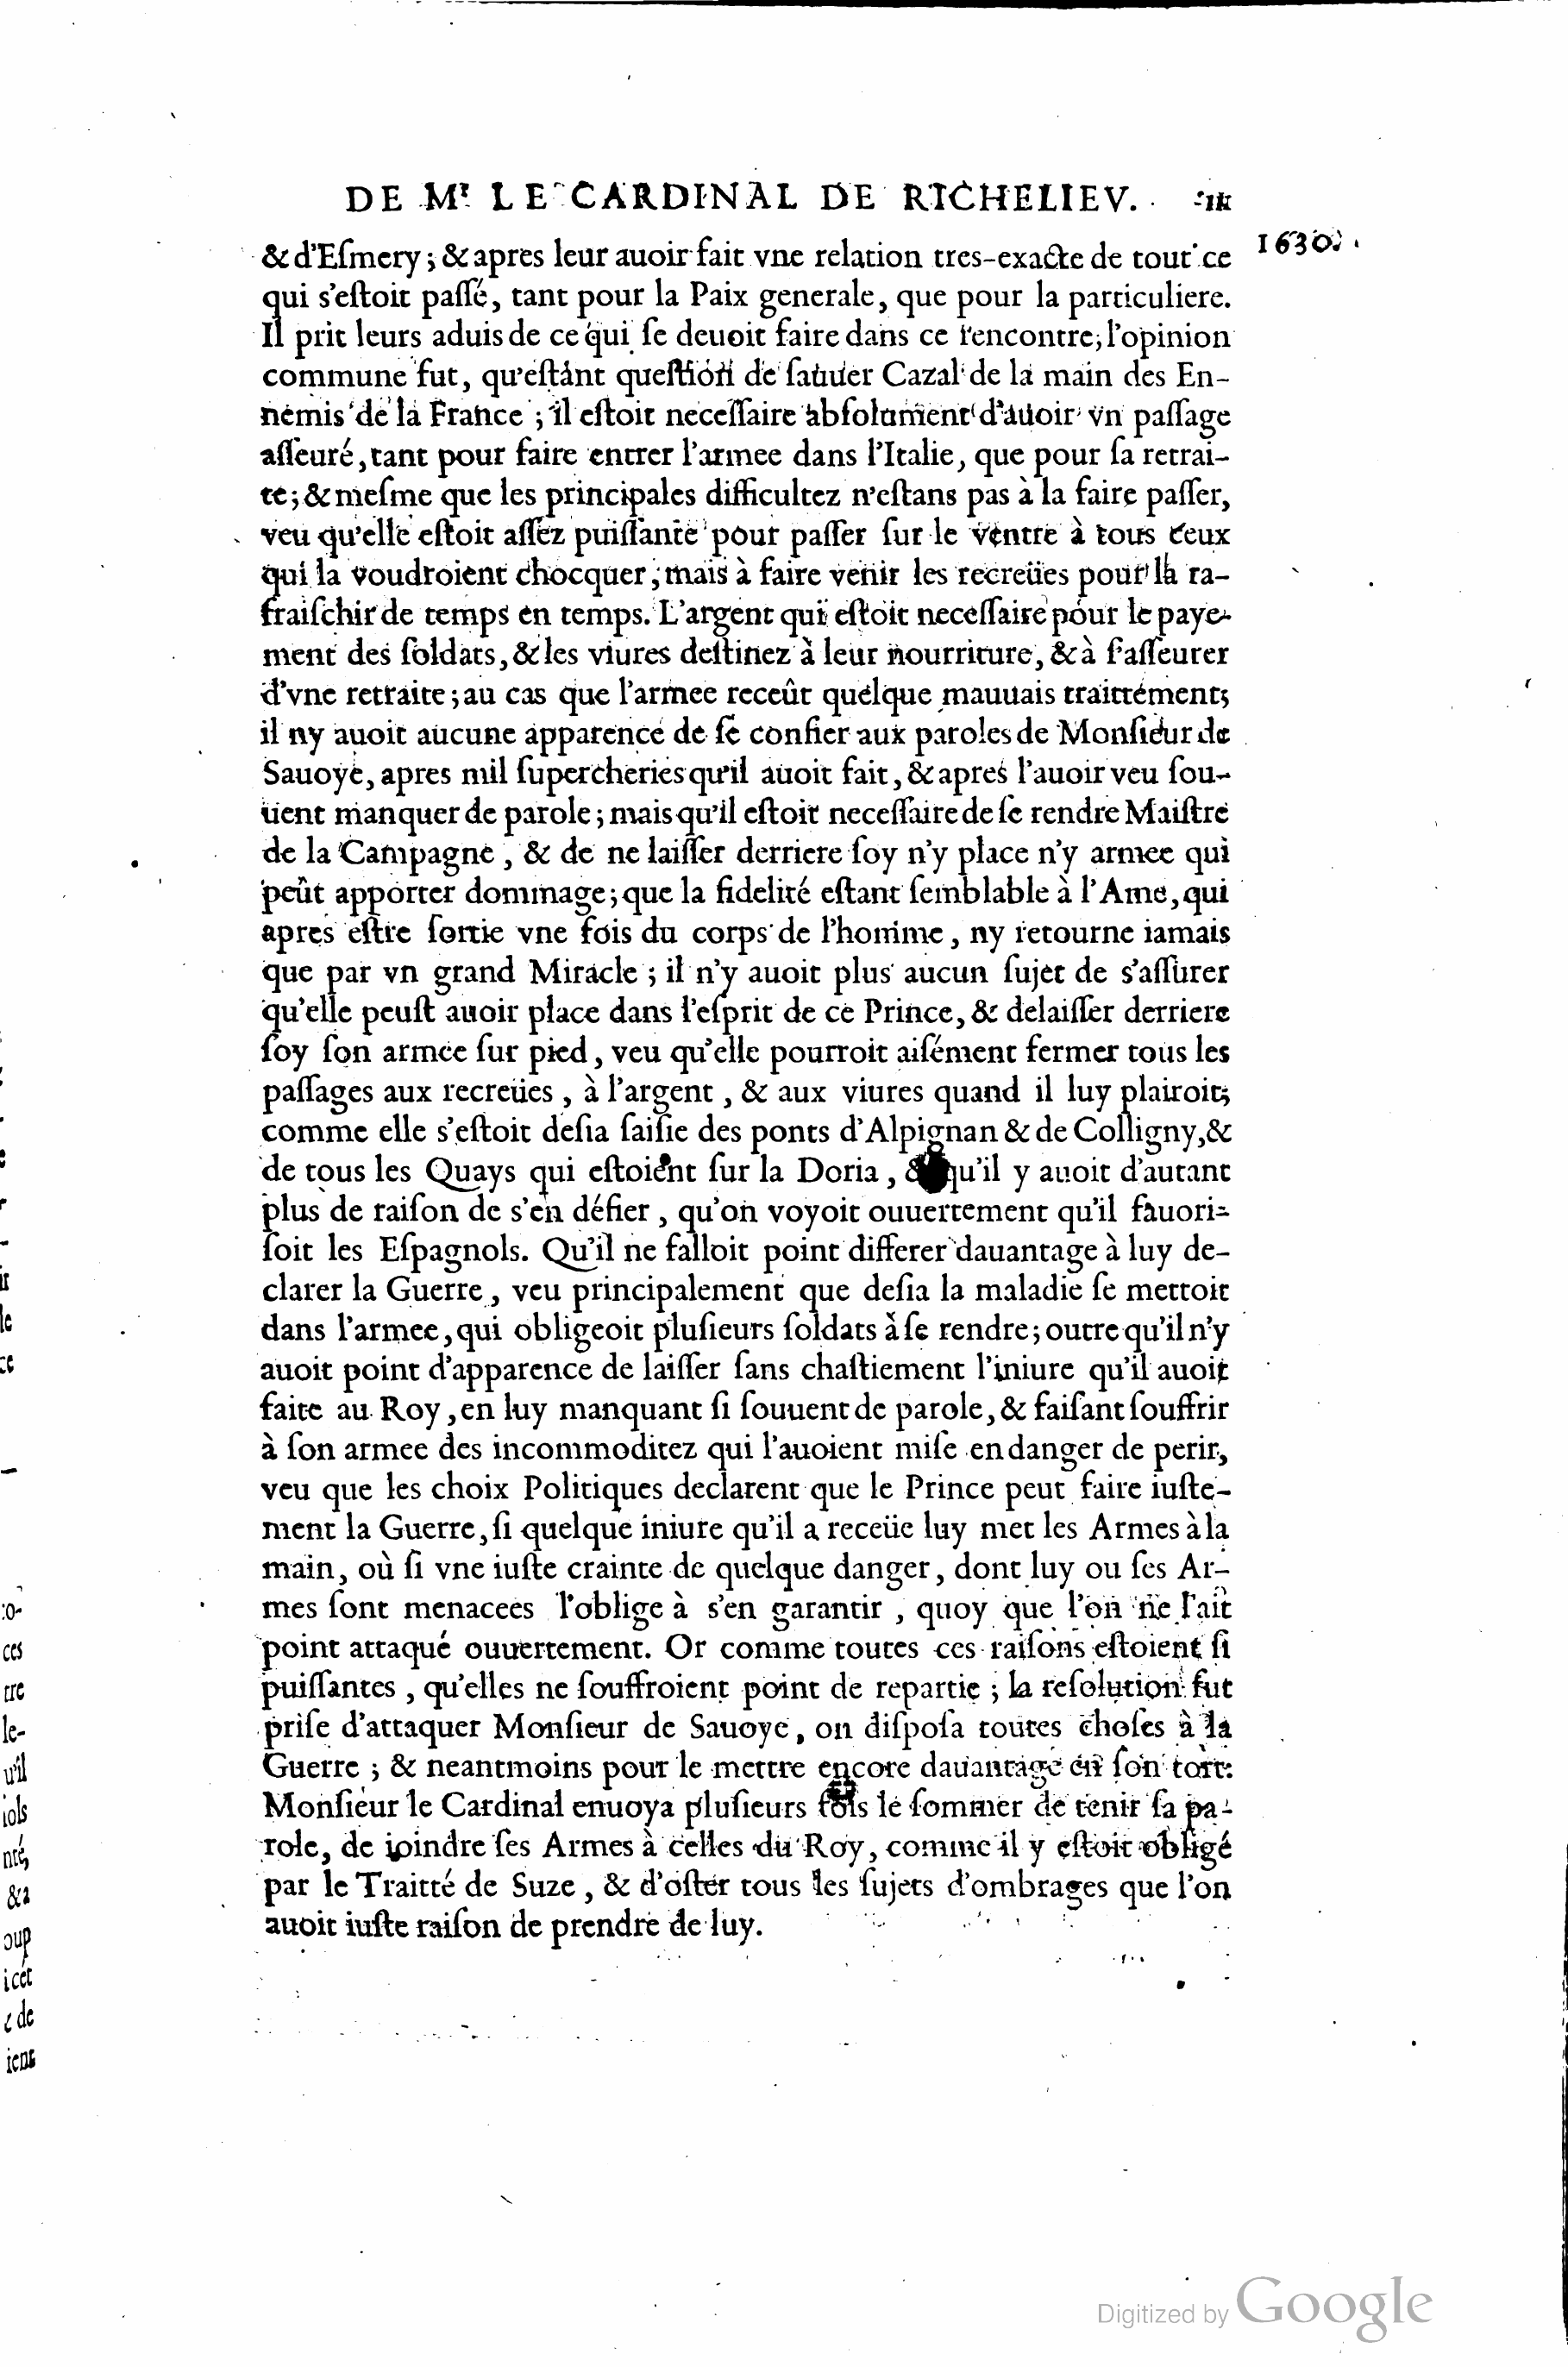 DE Mr. LE CARDINAL DE RICHELIEV.
1630.
& d'Eſmery; & apres leur auoir fait vne relation tres-exacte de tout ce
qui s'eſtoit paſſé, tant pour la Paix generale, que pour la particuliere.
Il prit leurs aduis de ce qui ſe deuoit faire dans ce rencontre; l'opinion
commune fut, qu'eſtant queſtion de ſauuer Cazal de la main des En-
nemis de la France ; il eſtoit neceſſaire abſolument d'auoir vn paſſage
aſſeuré, tant pour faire entrer l'armee dans l'Italie, que pour ſa retrai-
te; & meſme que les principales difficultez n'eſtans pas à la faire paſſer,
veu qu'elle eſtoit aſſez puiſſante pour paſſer ſur le ventre à tous ceux
qui la voudroient chocquer; mais à faire venir les recreües pour la ra-
fraiſchir de temps en temps. L'argent qui eſtoit neceſſaire pour le paye-
ment des ſoldats, & les viures deſtinez à leur nourriture, & à ſ'aſſeurer
d'vne retraite; au cas que l'armee receût quelque mauuais traittement;
il ny auoit aucune apparence de ſe confier aux paroles de Monſieur de
Sauoye, apres mil ſupercheries qu'il auoit fait, & apres l'auoir veu ſou-
uent manquer de parole; mais qu'il eſtoit neceſſaire de ſe rendre Maiſtre
de la Campagne, & de ne laiſſer derriere ſoy n'y place n'y armee qui
peût apporter dommage; que la fidelité eſtant ſemblable à l'Ame, qui
apres eſtre ſortie vne fois du corps de l'homme, ny retourne iamais
que par vn grand Miracle ; il n'y auoit plus aucun ſujet de s'aſſurer
qu'elle peuſt auoir place dans l'eſprit de ce Prince, & delaiſſer derriere
ſoy ſon armee ſur pied, veu qu'elle pourroit aiſément fermer tous les
paſſages aux recreües, à l'argent, & aux viures quand il luy plairoit;
comme elle s'eſtoit deſia ſaiſie des ponts d'Alpignan & de Colligny, &
de tous les Quays qui eſtoient ſur la Doria, & qu'il y auoit d'autant
plus de raiſon de s'en défier, qu'on voyoit ouuertement qu'il fauori-
ſoit les Eſpagnols. Qu'il ne falloit point differer dauantage à luy de-
clarer la Guerre, veu principalement que deſia la maladie ſe mettoit
dans l'armee, qui obligeoit pluſieurs ſoldats à ſe rendre; outre qu'il n'y
auoit point d'apparence de laiſſer ſans chaſtiement l'iniure qu'il auoit
faite au Roy, en luy manquant ſi ſouuent de parole, & faiſant ſouffrir
à ſon armee des incommoditez qui l'auoient miſe en danger de perir,
veu que les choix Politiques declarent que le Prince peut faire iuſte-
ment la Guerre, ſi quelque iniure qu'il a receüe luy met les Armes à la
main, où ſi vne iuſte crainte de quelque danger, dont luy ou ſes Ar-
mes ſont menacees l'oblige à s'en garantir, quoy que l'on ne l'ait
point attaqué ouuertement. Or comme toutes ces raiſons eſtoient ſi
puiſſantes, qu'elles ne ſouffroient point de repartie ; la reſolution fut
priſe d'attaquer Monſieur de Sauoye, on diſpoſa toutes choſes à la
Guerre ; & neantmoins pour le mettre encore dauantage en ſon tort:
Monſieur le Cardinal enuoya pluſieurs fois le ſommer de tenir ſa pa-
role, de ioindre ſes Armes à celles du Roy, comme il y eſtoit obligé
par le Traitté de Suze, & d'oſter tous les ſujets d'ombrages que l'on
auoit iuſte raiſon de prendre de luy.
Digitized by Google